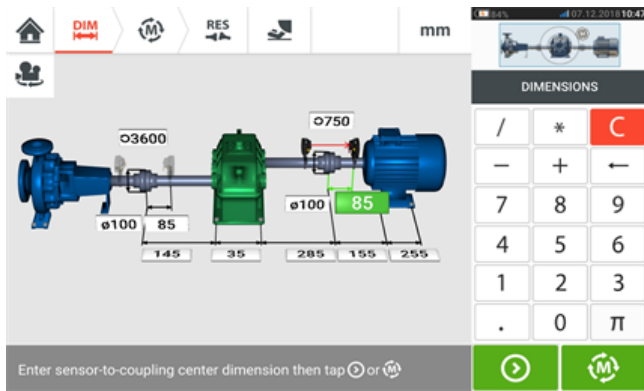 DIM
M
RES
mm
84% 07.12.2018 10:47
M
DIMENSIONS
/ * C
− + ←
7 8 9
4 5 6
1 2 3
. 0 π
M
3600
750
ø100 85
ø100 85
145 35 285 155 255
Enter sensor-to-coupling center dimension then tap or M